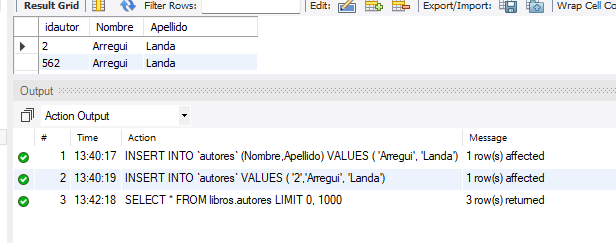 Result Grid Filter Rows: Edit: Export/Import: Wrap Cell Co
idautor Nombre Apellido
2 Arregui Landa
562 Arregui Landa
Output
Action Output
# Time Action Message
1 13:40:17 INSERT INTO `autores` (Nombre,Apellido) VALUES ( 'Arregui', 'Landa') 1 row(s) affected
2 13:40:19 INSERT INTO `autores` VALUES ( '2','Arregui', 'Landa') 1 row(s) affected
3 13:42:18 SELECT * FROM libros.autores LIMIT 0, 1000 3 row(s) returned